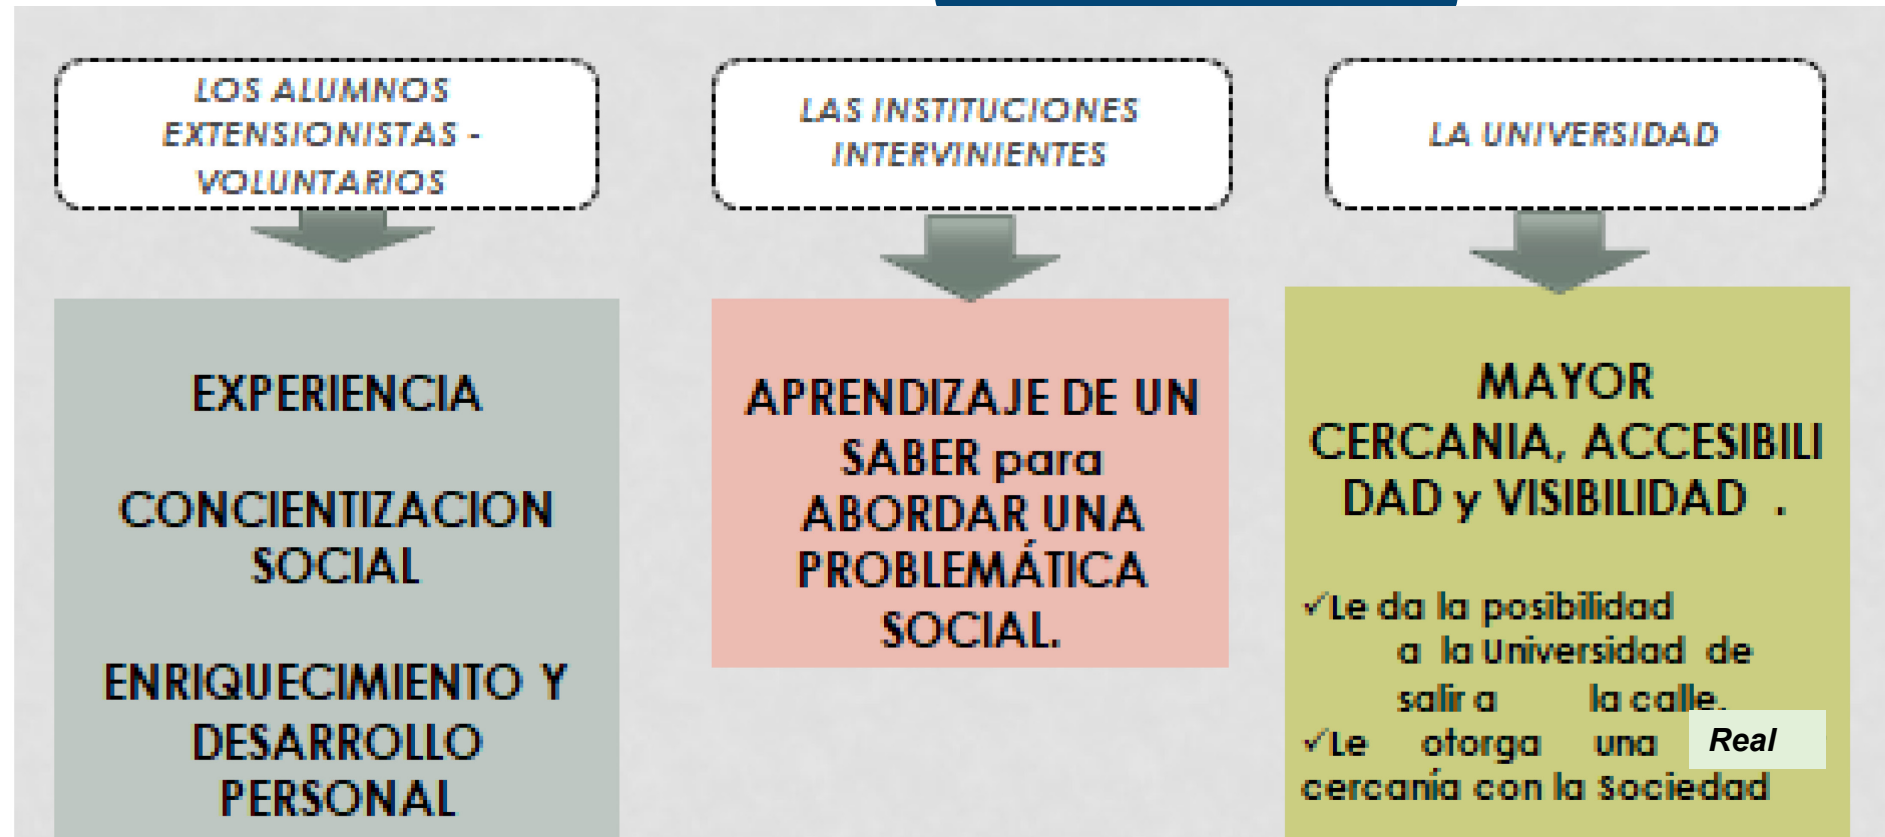 LOS ALUMNOS
EXTENSIONISTAS -
VOLUNTARIOS
EXPERIENCIA
CONCIENTIZACION
SOCIAL
ENRIQUECIMIENTO Y
DESARROLLO
PERSONAL
LAS INSTITUCIONES
INTERVINIENTES
APRENDIZAJE DE UN
SABER para
ABORDAR UNA
PROBLEMÁTICA
SOCIAL.
LA UNIVERSIDAD
MAYOR
CERCANIA, ACCESIBILI
DAD y VISIBILIDAD .
✓Le da la posibilidad
a la Universidad de
salir a la calle.
✓Le otorga una Real
cercanía con la Sociedad